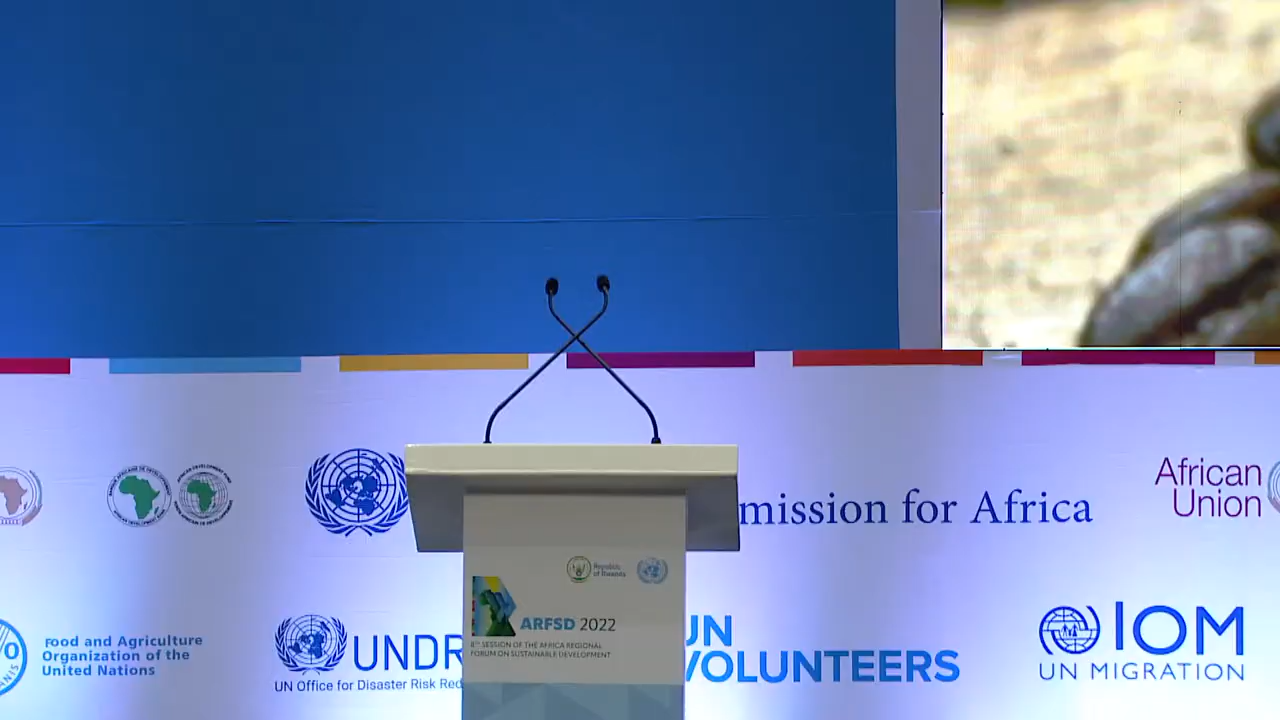 mission for Africa
African
Union
Republic
of Rwanda
ARFSD 2022
8TH SESSION OF THE AFRICA REGIONAL
FORUM ON SUSTAINABLE DEVELOPMENT
Food and Agriculture
Organization of the
United Nations
UNDR
UN Office for Disaster Risk Red
UN
VOLUNTEERS
IOM
UN MIGRATION